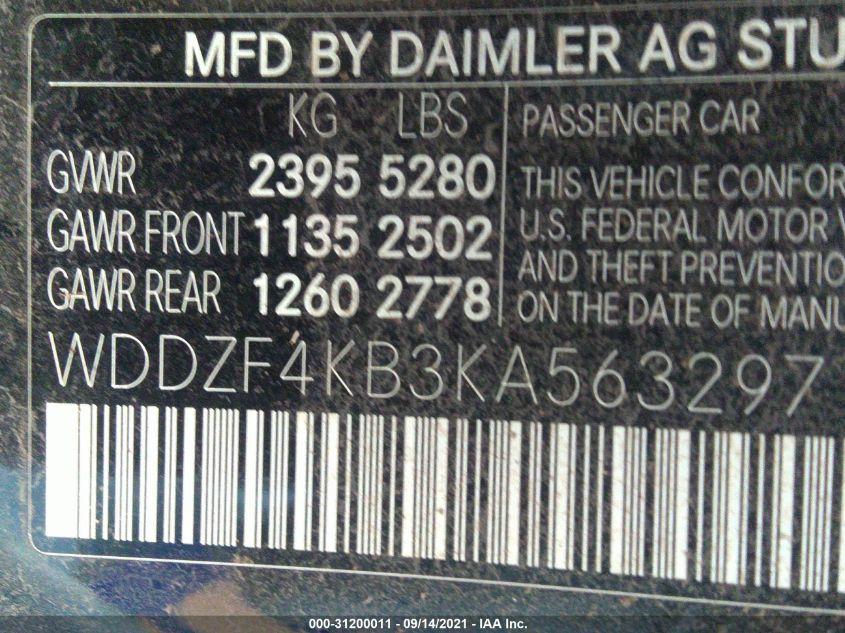 MFD BY DAIMLER AG STU
KG LBS
GVWR 2395 5280
GAWR FRONT 1135 2502
GAWR REAR 1260 2778
PASSENGER CAR
THIS VEHICLE CONFOR
U.S. FEDERAL MOTOR V
AND THEFT PREVENTIO
ON THE DATE OF MANU
WDDZF4KB3KA563297
000-31200011 - 09/14/2021 - IAA Inc.